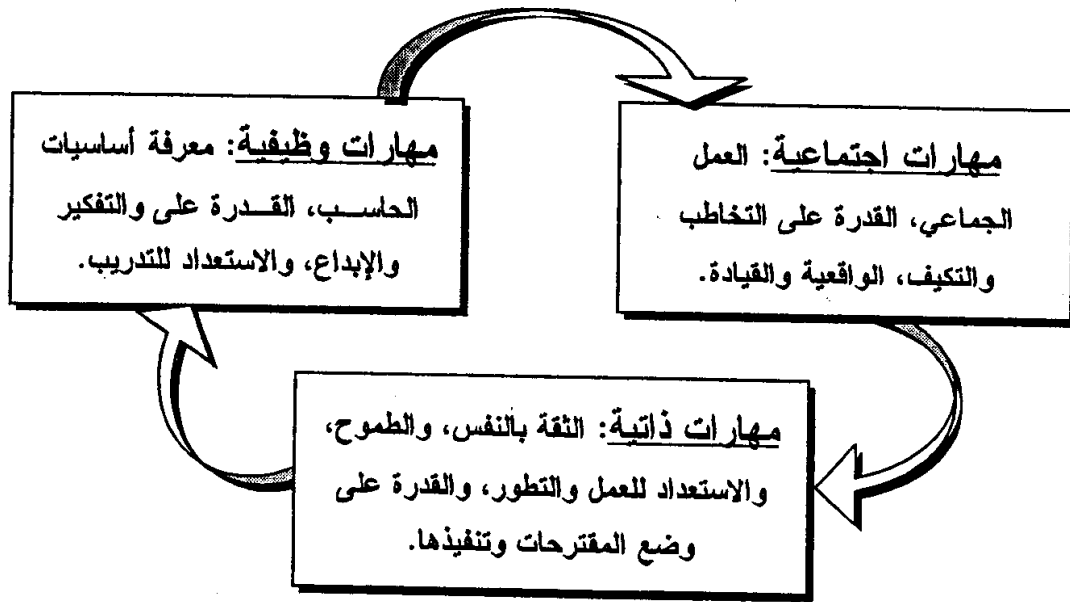 مهارات اجتماعية: العمل
الجماعي، القدرة على التخاطب
والتكيف، الواقعية والقيادة.
مهارات وظيفية: معرفة أساسيات
الحاسب، القدرة على والتفكير
والإبداع، والاستعداد للتدريب.
مهارات ذاتية: الثقة بالنفس، والطموح،
والاستعداد للعمل والتطور، والقدرة على
وضع المقترحات وتنفيذها.